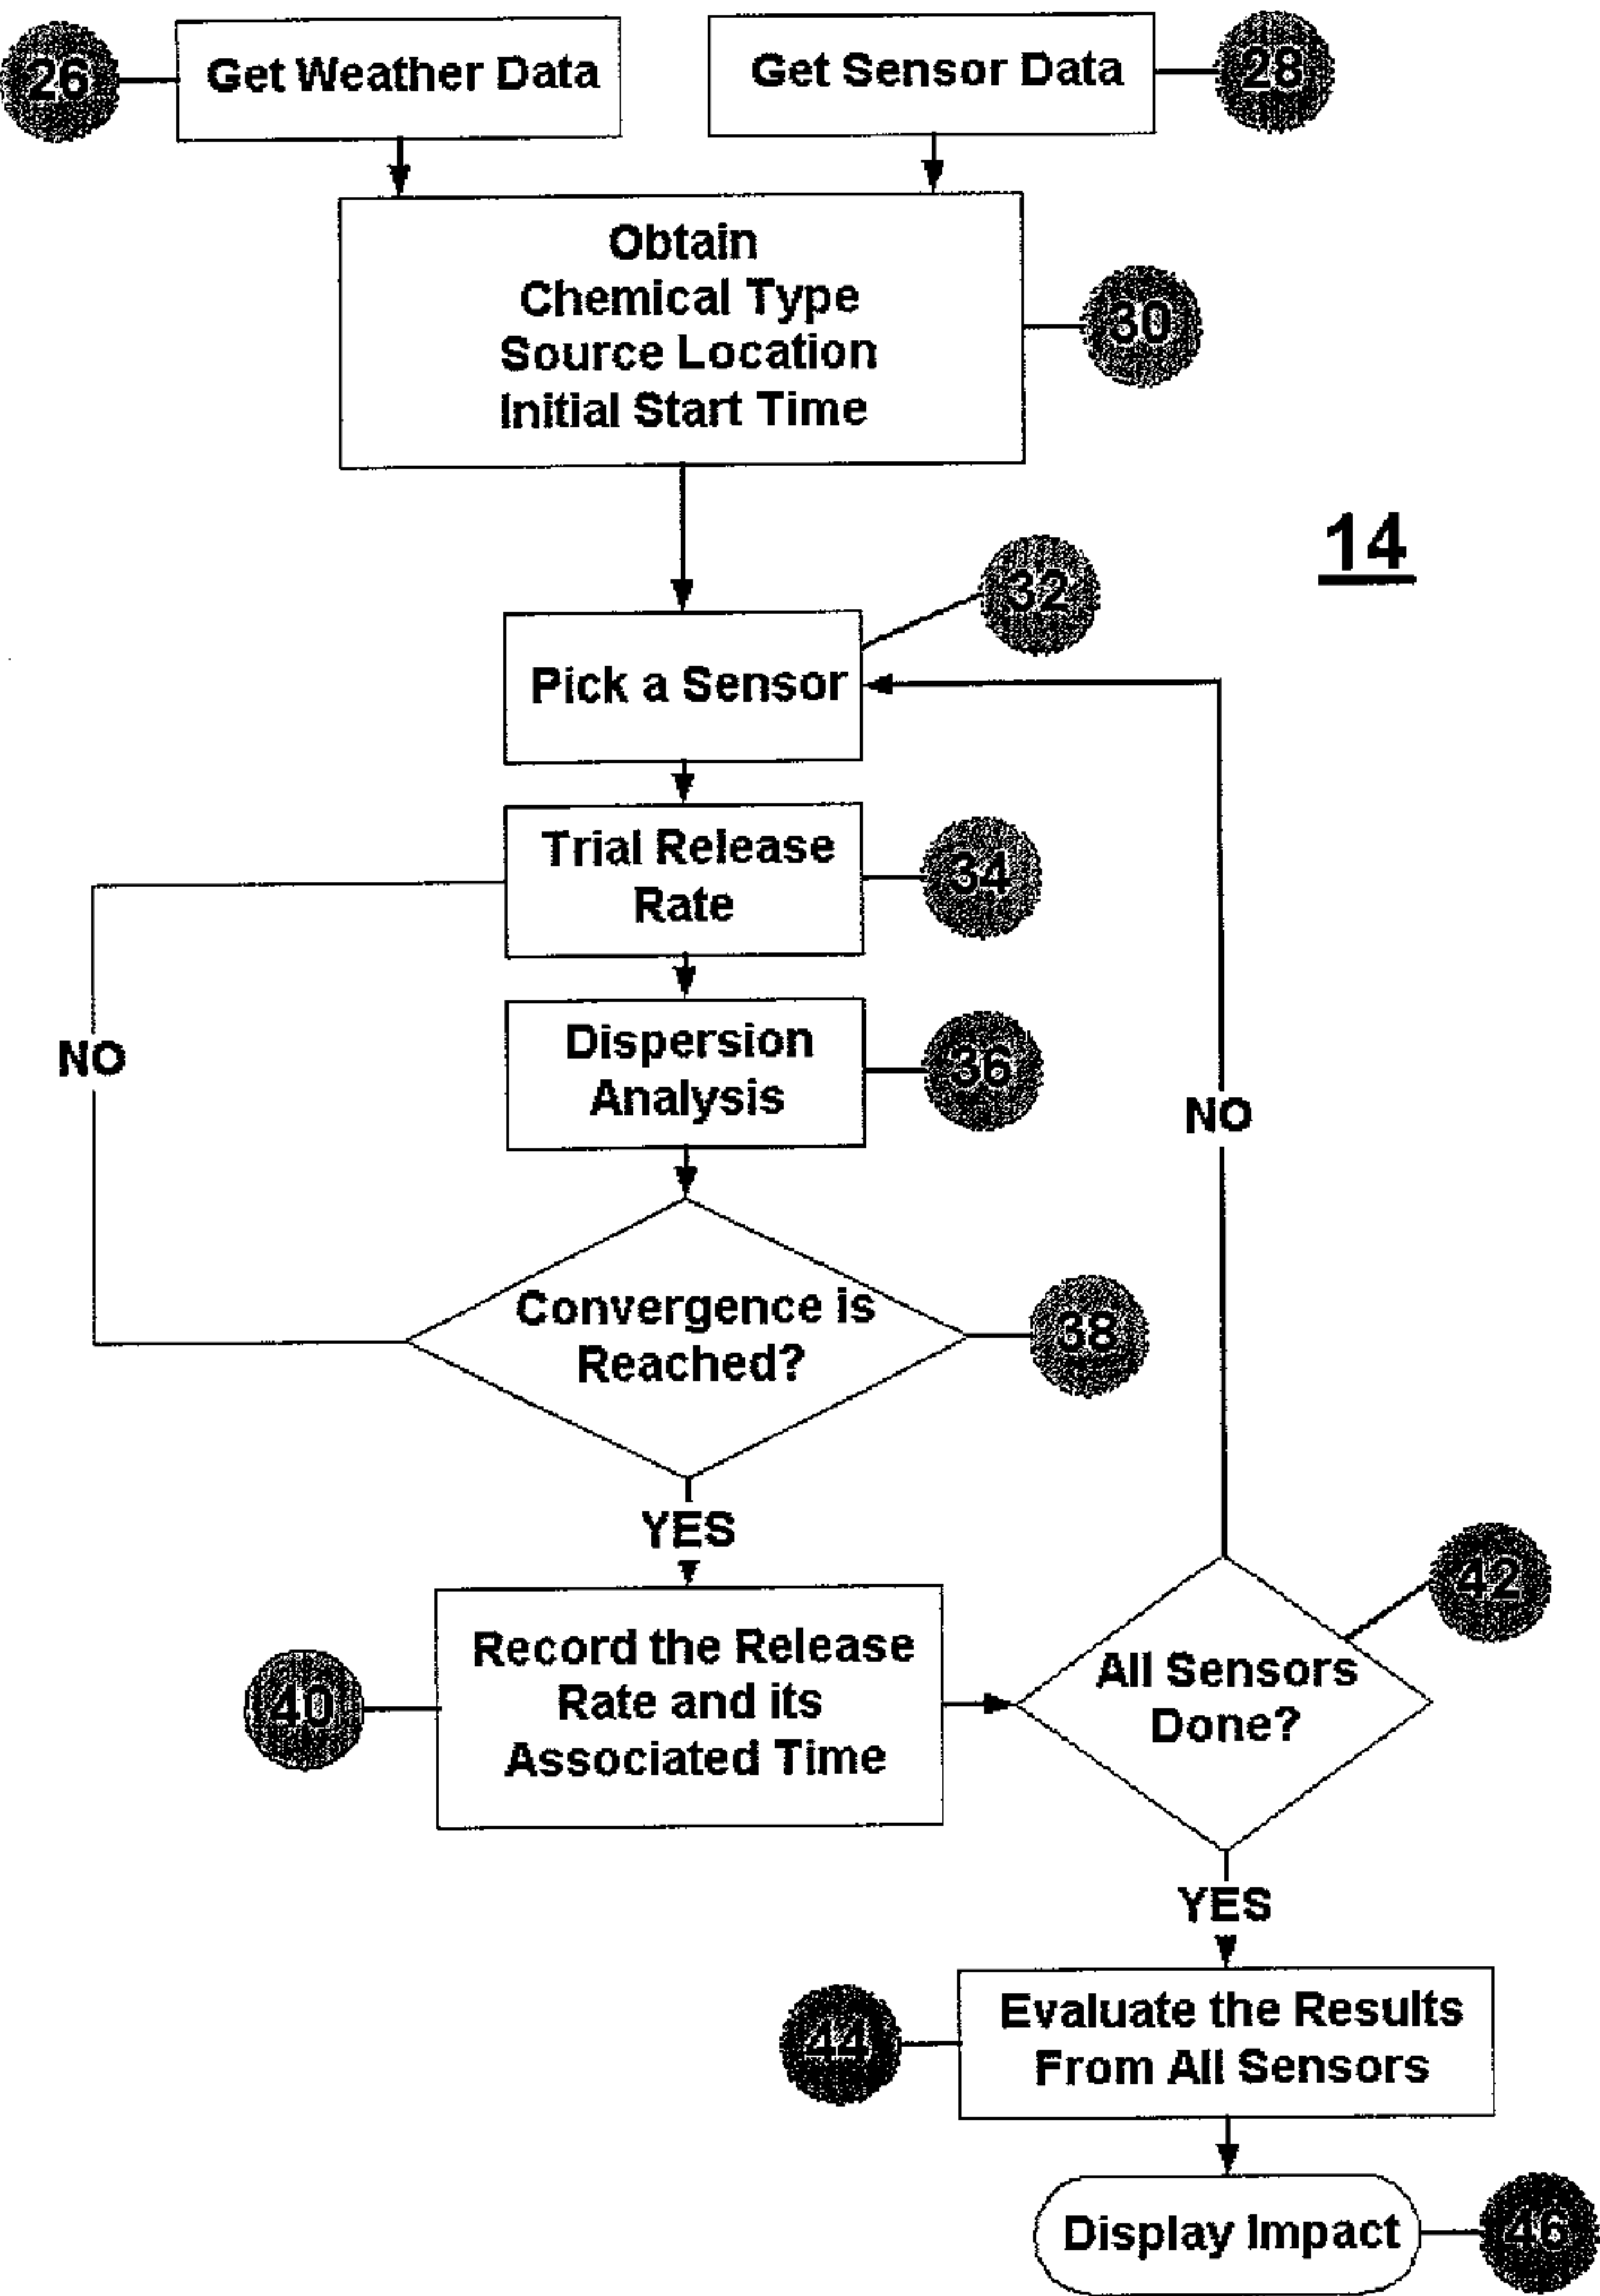 26
Get Weather Data
Get Sensor Data
28
Obtain
Chemical Type
Source Location
Initial Start Time
30
14
32
Pick a Sensor
Trial Release
Rate
34
NO
Dispersion
Analysis
36
NO
Convergence is
Reached?
38
YES
42
Record the Release
Rate and its
Associated Time
40
All Sensors
Done?
YES
Evaluate the Results
From All Sensors
44
Display Impact
46